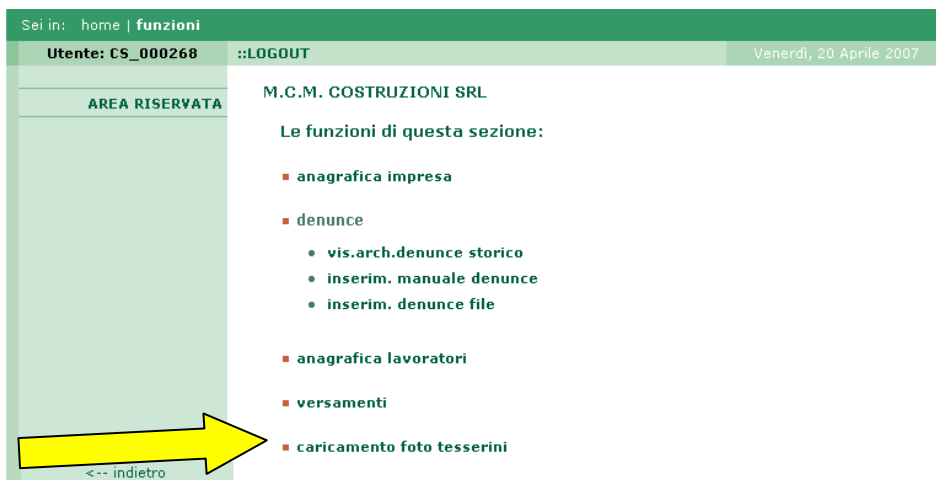 Sei in: home | funzioni
Utente: CS_000268 ::LOGOUT Venerdì, 20 Aprile 2007
AREA RISERVATA
M.C.M. COSTRUZIONI SRL
Le funzioni di questa sezione:
anagrafica impresa
denunce
vis.arch.denunce storico
inserim. manuale denunce
inserim. denunce file
anagrafica lavoratori
versamenti
caricamento foto tesserini
<-- indietro